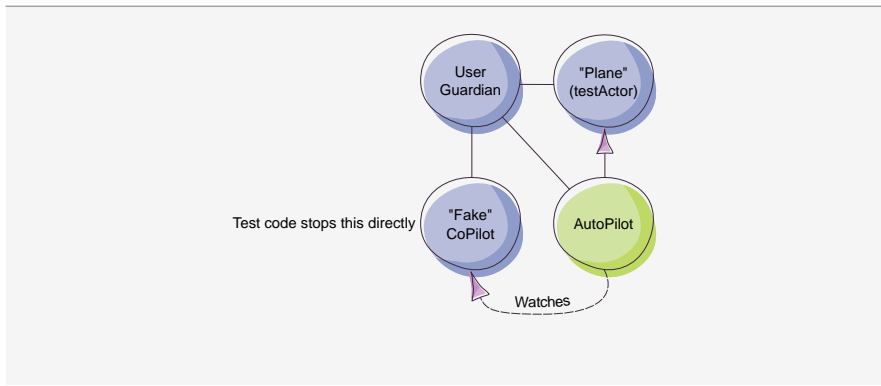 User
Guardian
"Plane"
(testActor)
Test code stops this directly
"Fake"
CoPilot
AutoPilot
Watches